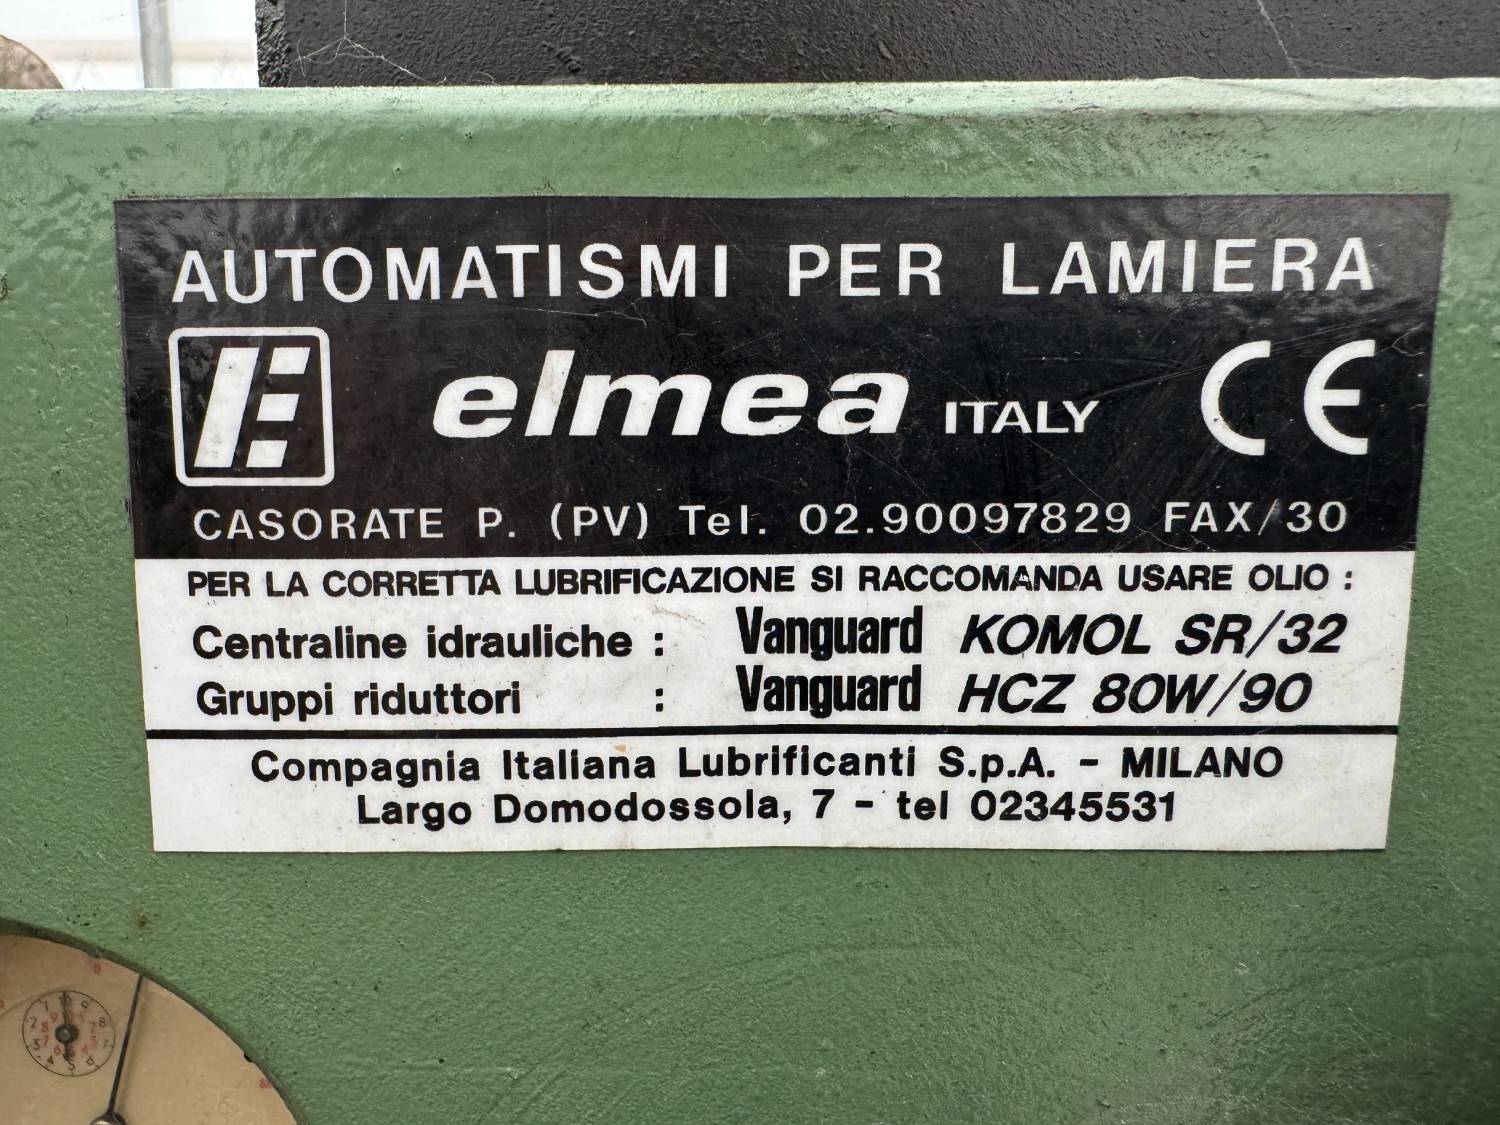 AUTOMATISMI PER LAMIERA
E elmea ITALY CE
CASORATE P. (PV) Tel. 02.90097829 FAX/30
PER LA CORRETTA LUBRIFICAZIONE SI RACCOMANDA USARE OLIO :
Centraline idrauliche : Vanguard KOMOL SR/32
Gruppi riduttori : Vanguard HCZ 80W/90
Compagnia Italiana Lubrificanti S.p.A. - MILANO
Largo Domodossola, 7 - tel 02345531